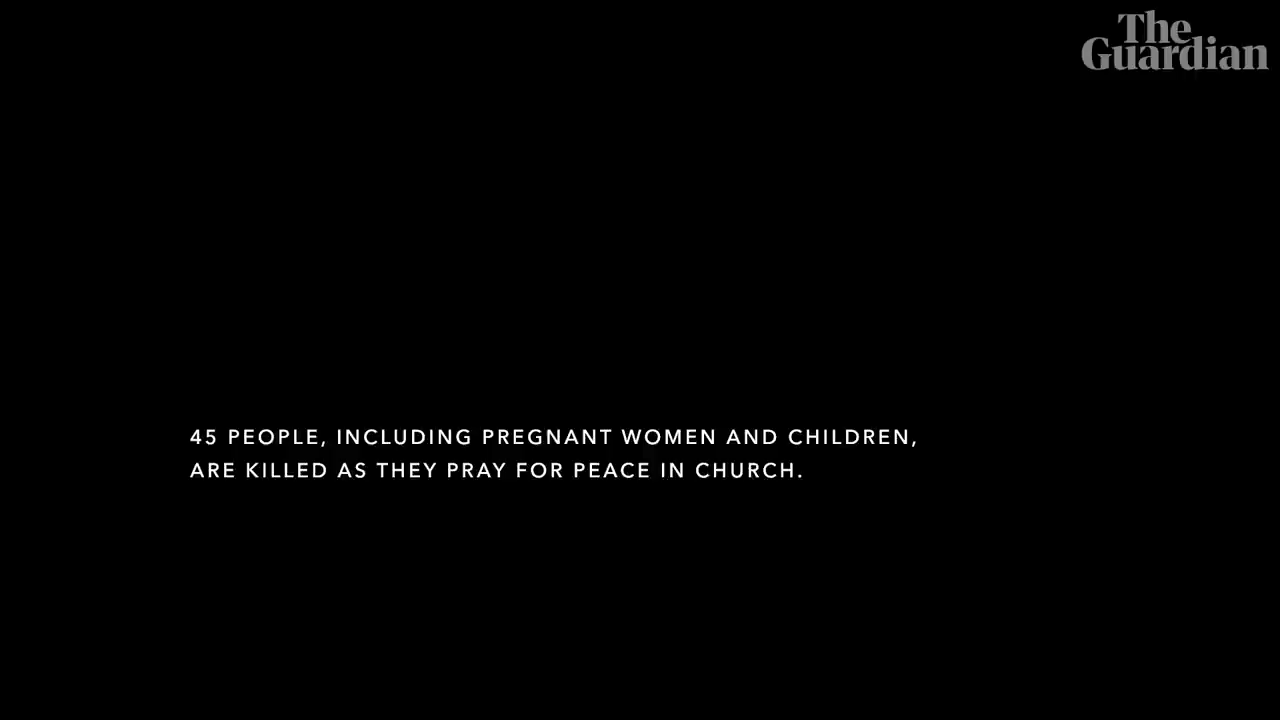 The
Guardian
45 PEOPLE, INCLUDING PREGNANT WOMEN AND CHILDREN,
ARE KILLED AS THEY PRAY FOR PEACE IN CHURCH.